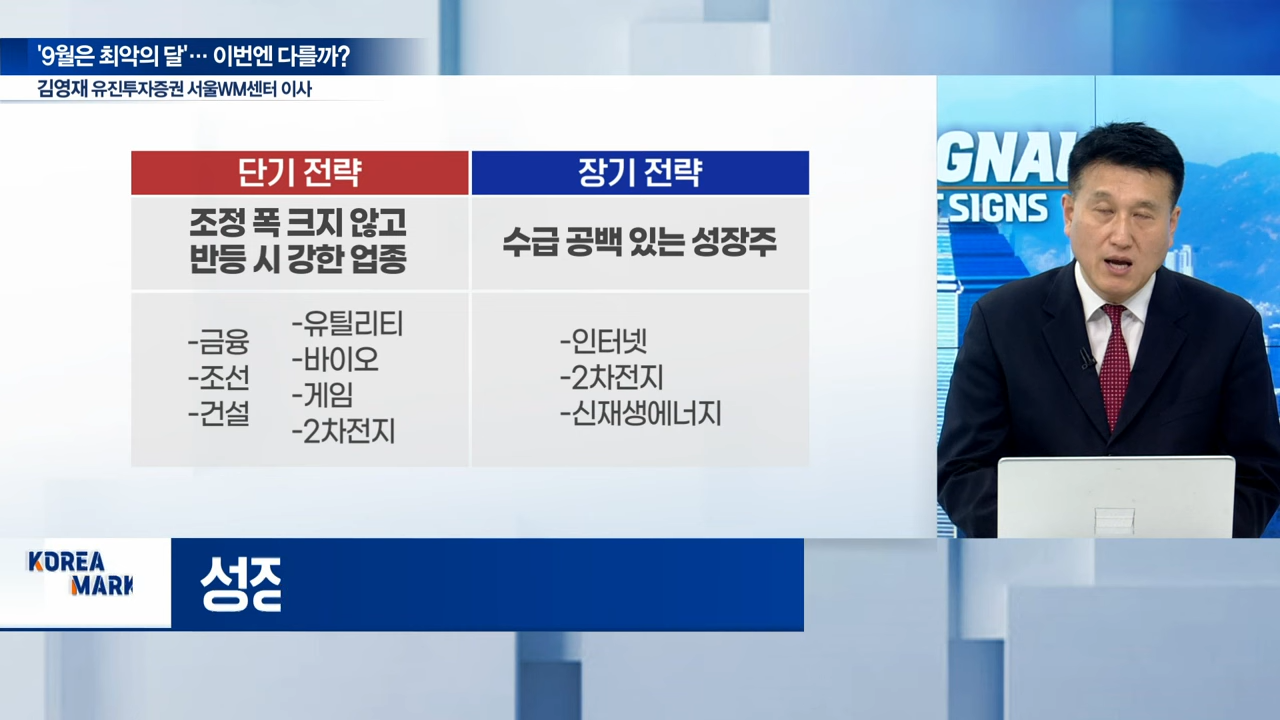 '9월은 최악의 달'… 이번엔 다를까?
김영재 유진투자증권 서울WM센터 이사
단기 전략
장기 전략
조정 폭 크지 않고
반등 시 강한 업종
수급 공백 있는 성장주
-금융
-조선
-건설
-유틸리티
-바이오
-게임
-2차전지
-인터넷
-2차전지
-신재생에너지
GNAL
SIGNS
KOREA
MARK